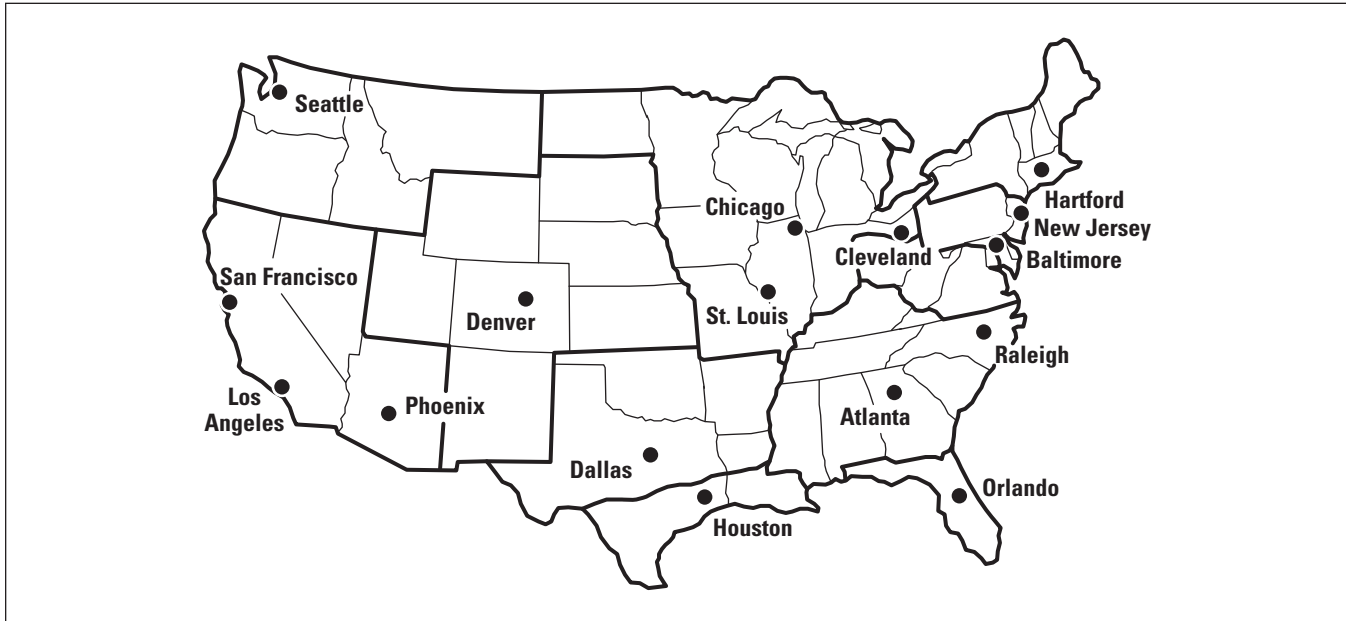 Seattle
Chicago
Hartford
New Jersey
Cleveland
Baltimore
San Francisco
Denver
St. Louis
Raleigh
Los
Angeles
Phoenix
Atlanta
Dallas
Orlando
Houston